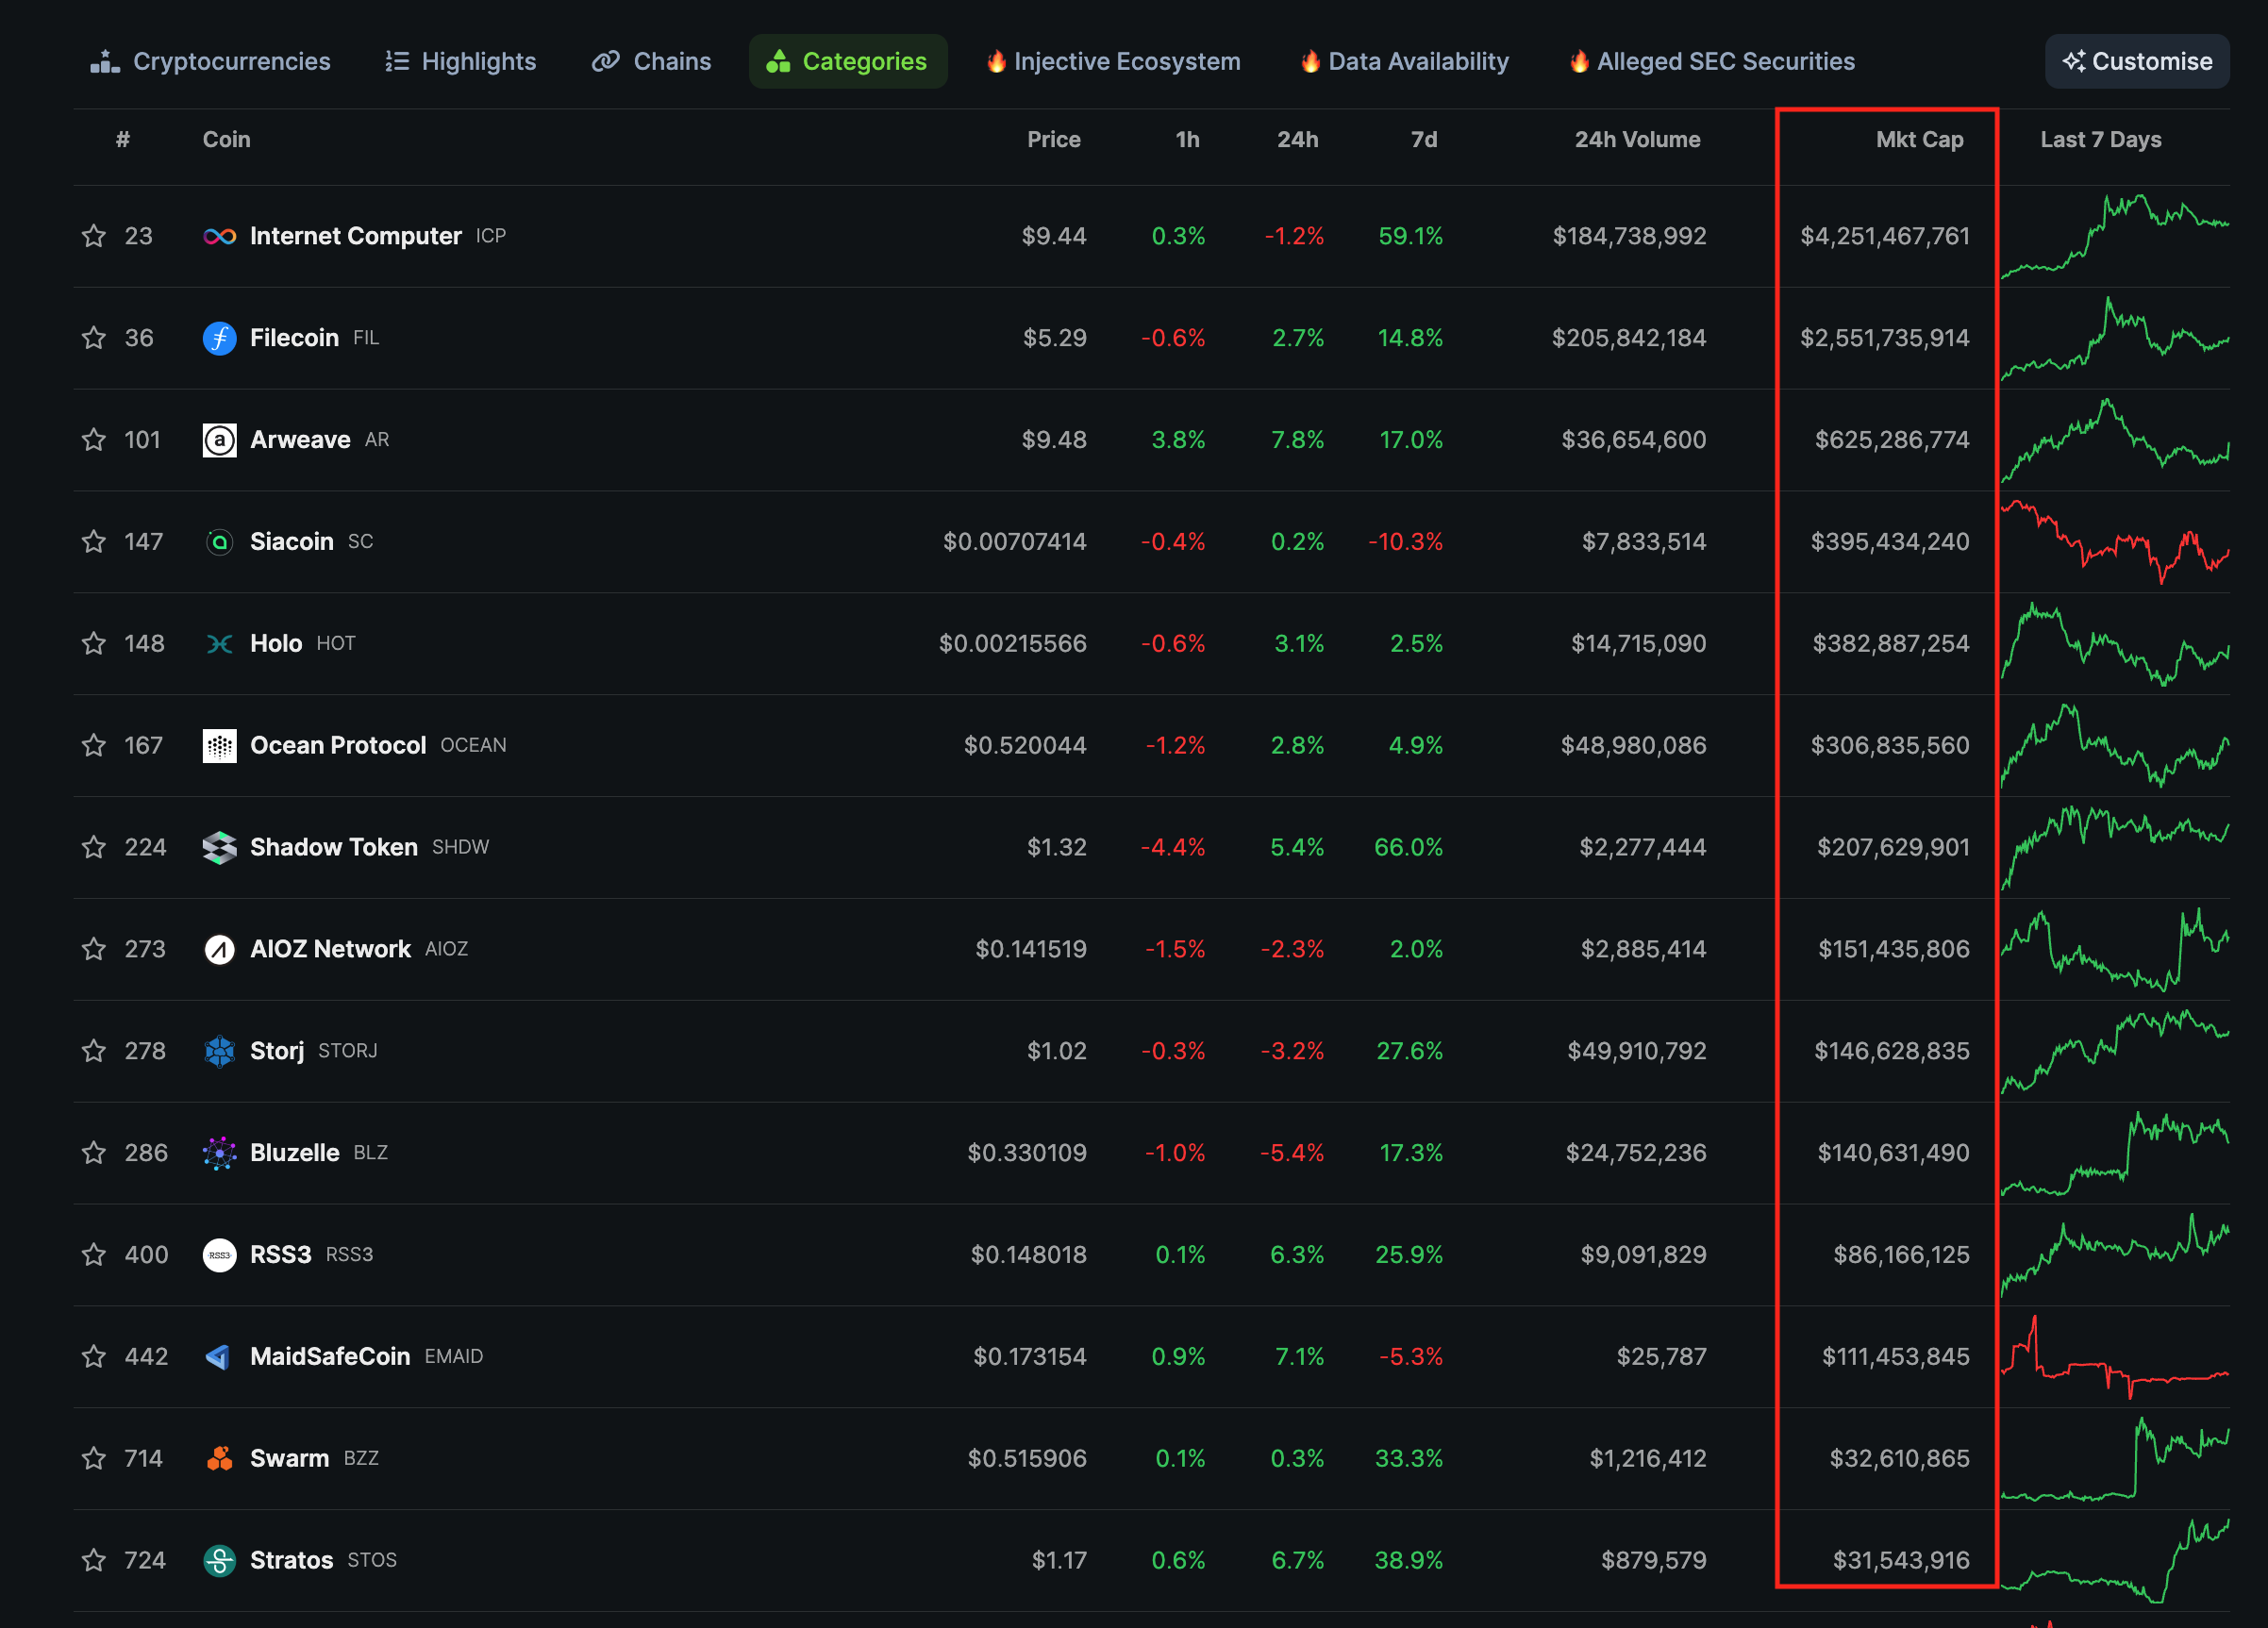 Cryptocurrencies Highlights Chains Categories Injective Ecosystem Data Availability Alleged SEC Securities Customise
# Coin Price 1h 24h 7d 24h Volume Mkt Cap Last 7 Days
23 Internet Computer ICP $9.44 0.3% -1.2% 59.1% $184,738,992 $4,251,467,761
36 Filecoin FIL $5.29 -0.6% 2.7% 14.8% $205,842,184 $2,551,735,914
101 Arweave AR $9.48 3.8% 7.8% 17.0% $36,654,600 $625,286,774
147 Siacoin SC $0.00707414 -0.4% 0.2% -10.3% $7,833,514 $395,434,240
148 Holo HOT $0.00215566 -0.6% 3.1% 2.5% $14,715,090 $382,887,254
167 Ocean Protocol OCEAN $0.520044 -1.2% 2.8% 4.9% $48,980,086 $306,835,560
224 Shadow Token SHDW $1.32 -4.4% 5.4% 66.0% $2,277,444 $207,629,901
273 AIOZ Network AIOZ $0.141519 -1.5% -2.3% 2.0% $2,885,414 $151,435,806
278 Storj STORJ $1.02 -0.3% -3.2% 27.6% $49,910,792 $146,628,835
286 Bluzelle BLZ $0.330109 -1.0% -5.4% 17.3% $24,752,236 $140,631,490
400 RSS3 RSS3 RSS3 $0.148018 0.1% 6.3% 25.9% $9,091,829 $86,166,125
442 MaidSafeCoin EMAID $0.173154 0.9% 7.1% -5.3% $25,787 $111,453,845
714 Swarm BZZ $0.515906 0.1% 0.3% 33.3% $1,216,412 $32,610,865
724 Stratos STOS $1.17 0.6% 6.7% 38.9% $879,579 $31,543,916